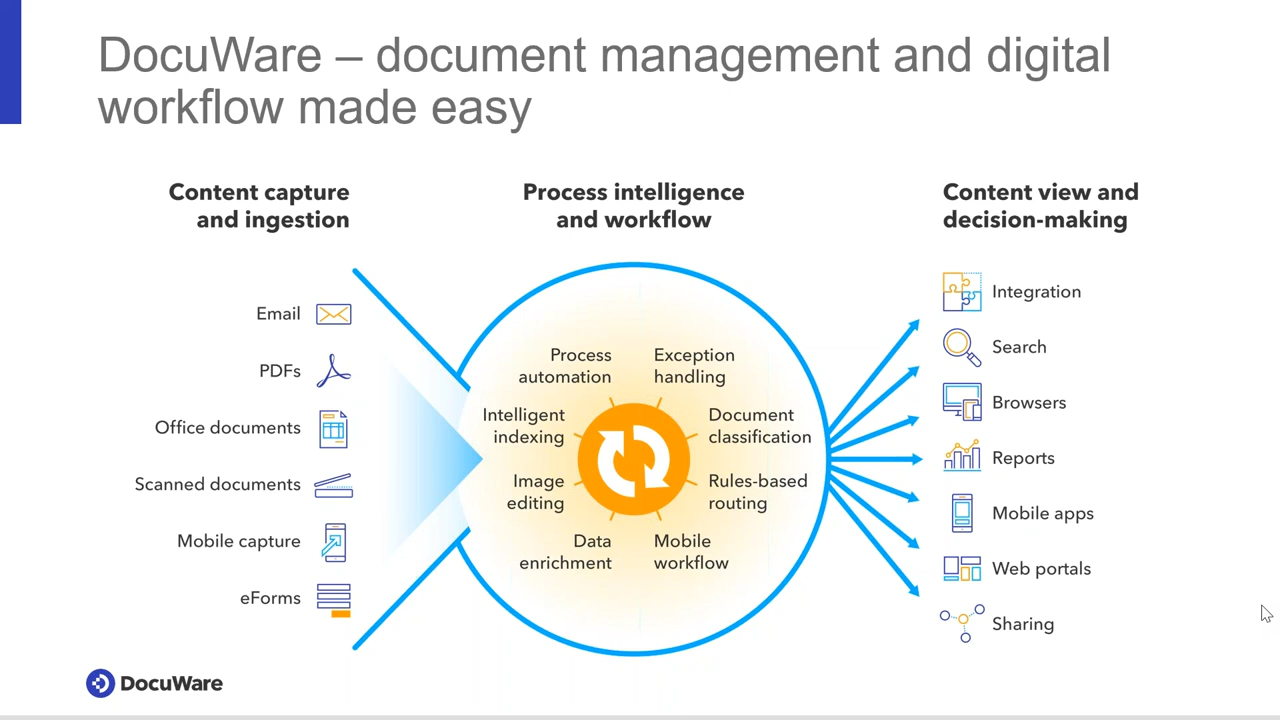 DocuWare – document management and digital
workflow made easy
Content capture
and ingestion
Email
PDFs
Office documents
Scanned documents
Mobile capture
eForms
Process intelligence
and workflow
Process
automation
Exception
handling
Intelligent
indexing
Document
classification
Image
editing
Rules-based
routing
Data
enrichment
Mobile
workflow
Content view and
decision-making
Integration
Search
Browsers
Reports
Mobile apps
Web portals
Sharing
DocuWare